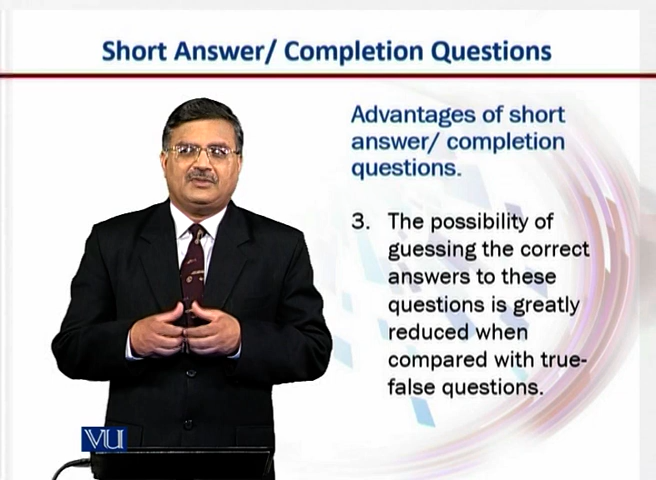 Short Answer/ Completion Questions
Advantages of short
answer/ completion
questions.
3. The possibility of
guessing the correct
answers to these
questions is greatly
reduced when
compared with true-
false questions.
VU